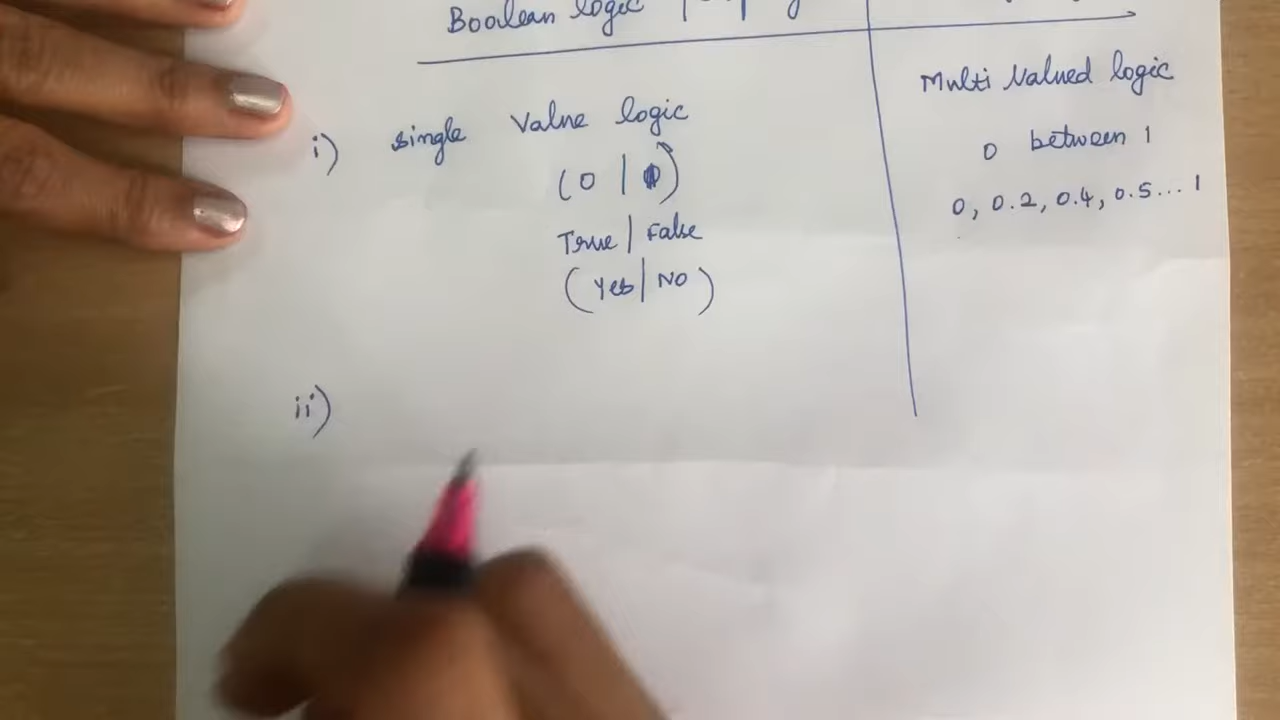 Boolean logic
i) single Value logic
(0 | 0)
True | False
(Yes | No)
Multi Valued logic
0 between 1
0, 0.2, 0.4, 0.5... 1
ii)